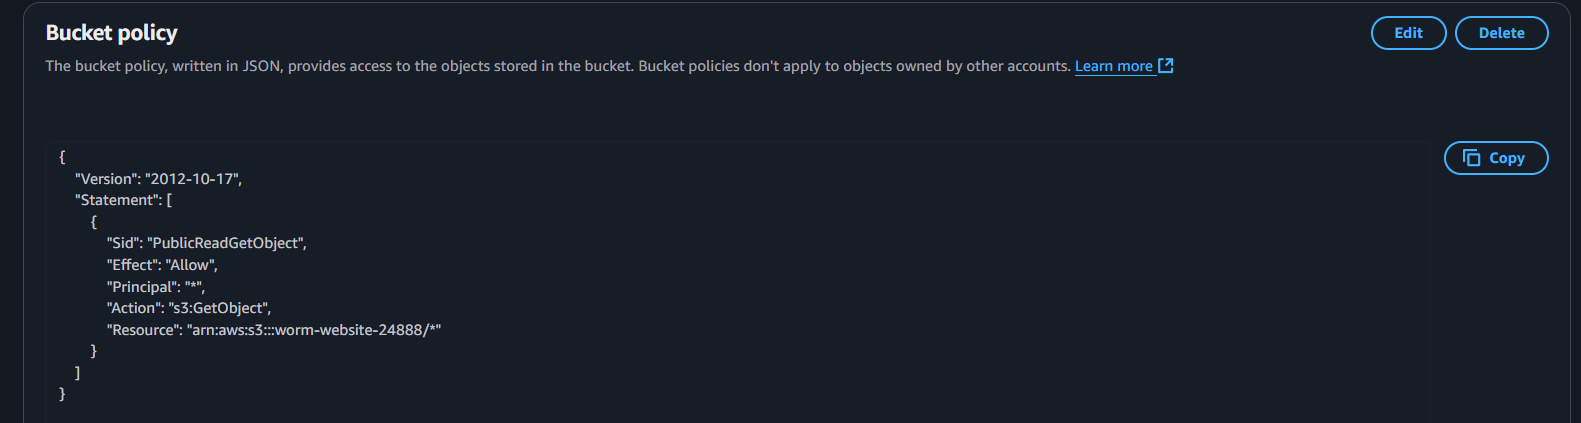 Bucket policy
Edit
Delete
The bucket policy, written in JSON, provides access to the objects stored in the bucket. Bucket policies don't apply to objects owned by other accounts. Learn more
Copy
{
"Version": "2012-10-17",
"Statement": [
{
"Sid": "PublicReadGetObject",
"Effect": "Allow",
"Principal": "*",
"Action": "s3:GetObject",
"Resource": "arn:aws:s3:::worm-website-24888/*"
}
]
}